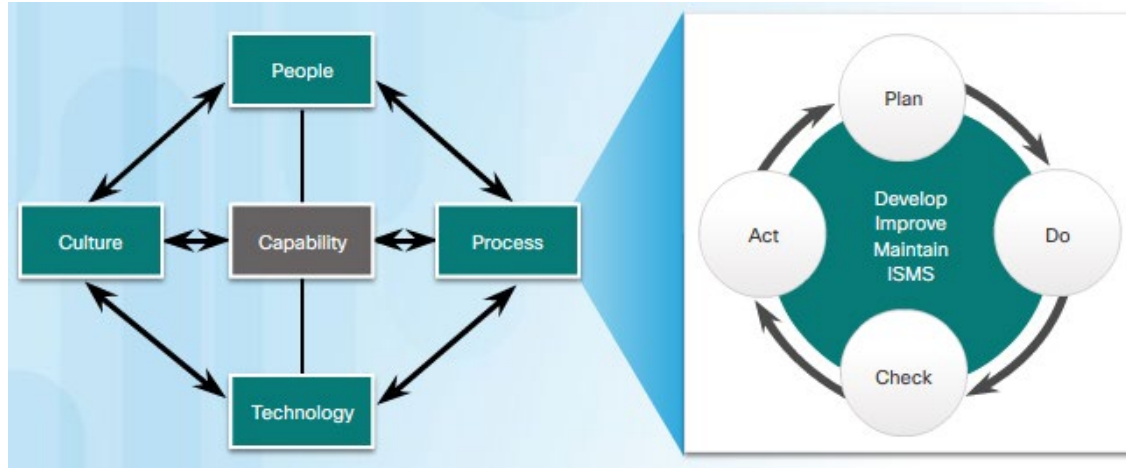 People
Culture
Capability
Process
Technology
Plan
Do
Check
Act
Develop
Improve
Maintain
ISMS